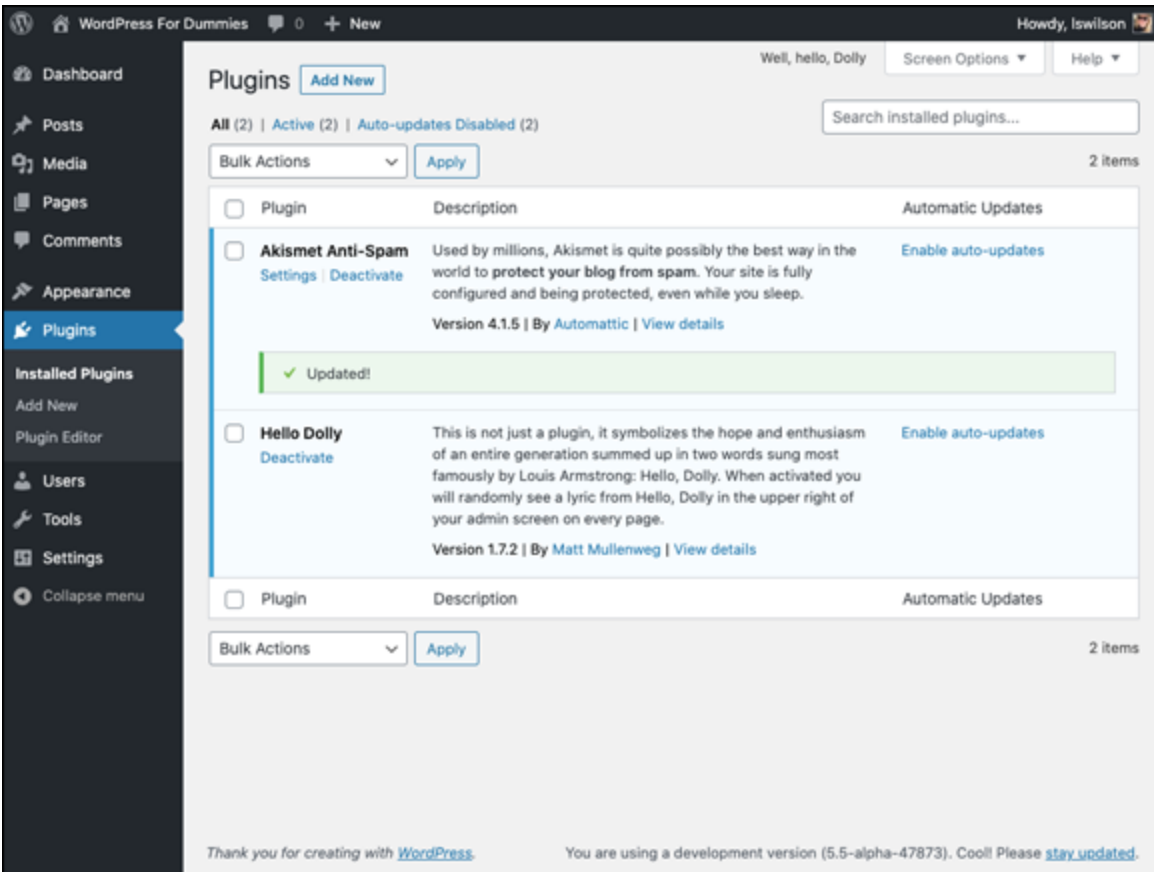 WordPress For Dummies 0 New Howdy, lswilson
Dashboard
Posts
Media
Pages
Comments
Appearance
Plugins
Installed Plugins
Add New
Plugin Editor
Users
Tools
Settings
Collapse menu
Well, hello, Dolly Screen Options Help
Plugins Add New
All (2) | Active (2) | Auto-updates Disabled (2)
Search installed plugins...
Bulk Actions Apply 2 items
Plugin Description Automatic Updates
Akismet Anti-Spam
Settings | Deactivate
Used by millions, Akismet is quite possibly the best way in the
world to protect your blog from spam. Your site is fully
configured and being protected, even while you sleep.
Version 4.1.5 | By Automattic | View details
Enable auto-updates
Updated!
Hello Dolly
Deactivate
This is not just a plugin, it symbolizes the hope and enthusiasm
of an entire generation summed up in two words sung most
famously by Louis Armstrong: Hello, Dolly. When activated you
will randomly see a lyric from Hello, Dolly in the upper right of
your admin screen on every page.
Version 1.7.2 | By Matt Mullenweg | View details
Enable auto-updates
Plugin Description Automatic Updates
Bulk Actions Apply 2 items
Thank you for creating with WordPress. You are using a development version (5.5-alpha-47873). Cool! Please stay updated.